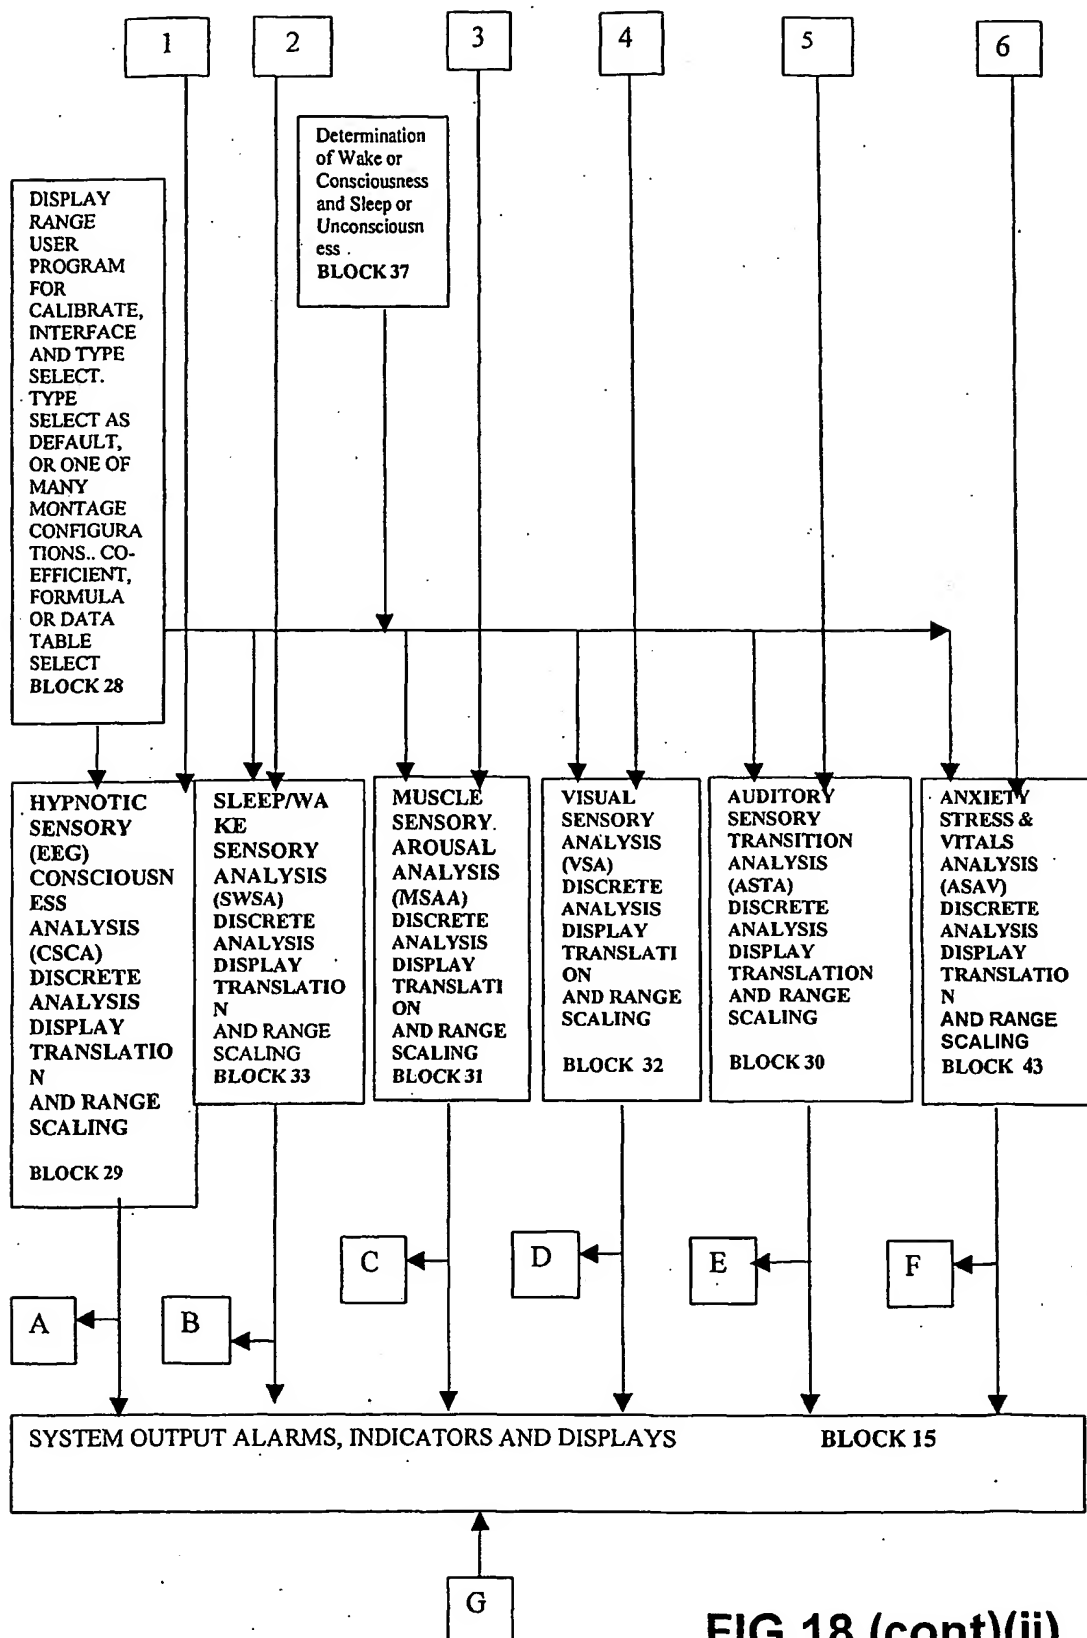 1
2
3
4
5
6
Determination
of Wake or
Consciousness
and Sleep or
Unconsciousn
ess .
BLOCK 37
DISPLAY
RANGE
USER
PROGRAM
FOR
CALIBRATE,
INTERFACE
AND TYPE
SELECT.
TYPE
SELECT AS
DEFAULT,
OR ONE OF
MANY
MONTAGE
CONFIGURA
TIONS.. CO-
EFFICIENT,
FORMULA
OR DATA
TABLE
SELECT
BLOCK 28
HYPNOTIC
SENSORY
(EEG)
CONSCIOUSN
ESS
ANALYSIS
(CSCA)
DISCRETE
ANALYSIS
DISPLAY
TRANSLATIO
N
AND RANGE
SCALING
BLOCK 29
SLEEP/WA
KE
SENSORY
ANALYSIS
(SWSA)
DISCRETE
ANALYSIS
DISPLAY
TRANSLATIO
N
AND RANGE
SCALING
BLOCK 33
MUSCLE
SENSORY.
AROUSAL
ANALYSIS
(MSAA)
DISCRETE
ANALYSIS
DISPLAY
TRANSLATI
ON
AND RANGE
SCALING
BLOCK 31
VISUAL
SENSORY
ANALYSIS
(VSA)
DISCRETE
ANALYSIS
DISPLAY
TRANSLATI
ON
AND RANGE
SCALING
BLOCK 32
AUDITORY
SENSORY
TRANSITION
ANALYSIS
(ASTA)
DISCRETE
ANALYSIS
DISPLAY
TRANSLATION
AND RANGE
SCALING
BLOCK 30
ANXIETY
STRESS &
VITALS
ANALYSIS
(ASAV)
DISCRETE
ANALYSIS
DISPLAY
TRANSLATIO
N
AND RANGE
SCALING
BLOCK 43
A
B
C
D
E
F
SYSTEM OUTPUT ALARMS, INDICATORS AND DISPLAYS BLOCK 15
G
FIG 18 (cont)(ii)